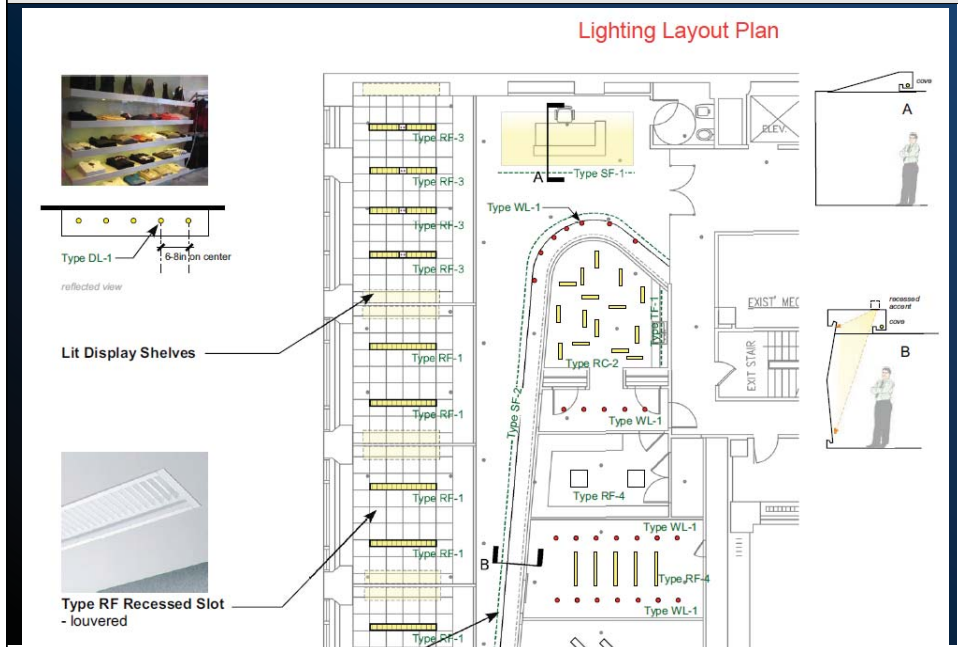 Lighting Layout Plan
cove
A
ELEV.
Type RF-3
Type RF-3
Type RF-3
Type RF-3
A
Type SF-1
Type WL-1
Type DL-1
6-8in on center
reflected view
Lit Display Shelves
Type RF-1
Type RF-1
Type SF-2
Type TF-1
Type RC-2
Type WL-1
EXIST' MEC
EXIT STAIR
recessed
accent
cove
B
Type RF-4
Type RF-1
Type RF-1
Type WL-1
B
Type RF-4
Type WL-1
Type RF Recessed Slot
- louvered
Type RF-1